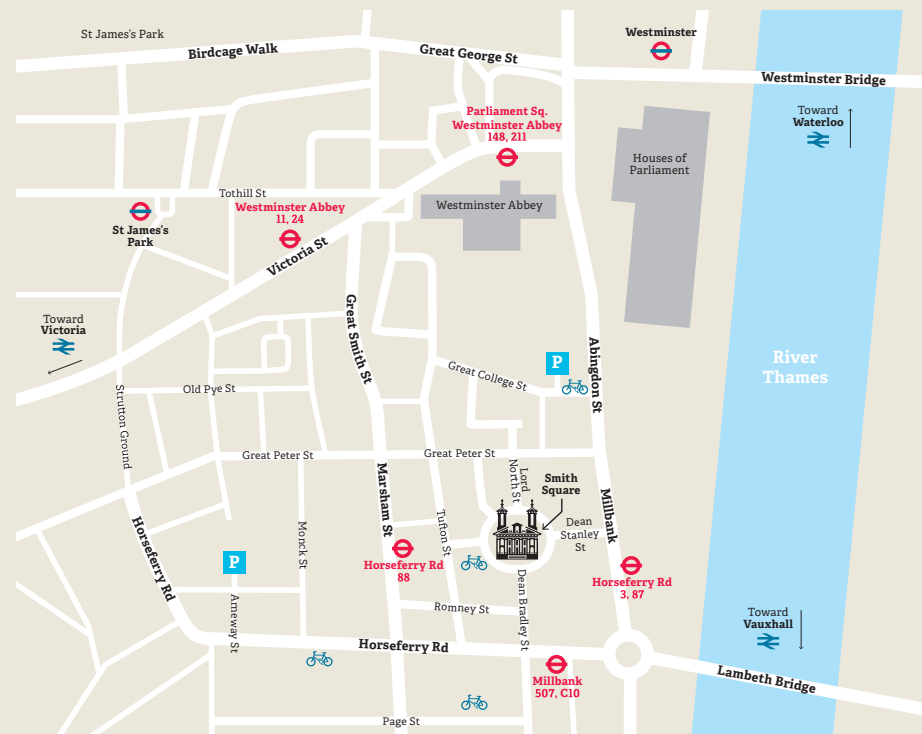 St James's Park
Birdcage Walk
Great George St
Westminster
Westminster Bridge
Toward
Waterloo
Parliament Sq.
Westminster Abbey
148, 211
Houses of
Parliament
Tothill St
Westminster Abbey
11, 24
Westminster Abbey
St James's
Park
Victoria St
Toward
Victoria
Great Smith St
Abingdon St
River
Thames
P
Great College St
Strutton Ground
Old Pye St
Great Peter St
Great Peter St
Lord
North St
Smith
Square
Marsham St
Millbank
Tufton St
Dean
Stanley
St
Horseferry Rd
Monck St
P
Horseferry Rd
88
Horseferry Rd
3, 87
Arneway St
Romney St
Dean Bradley St
Toward
Vauxhall
Horseferry Rd
Millbank
507, C10
Lambeth Bridge
Page St